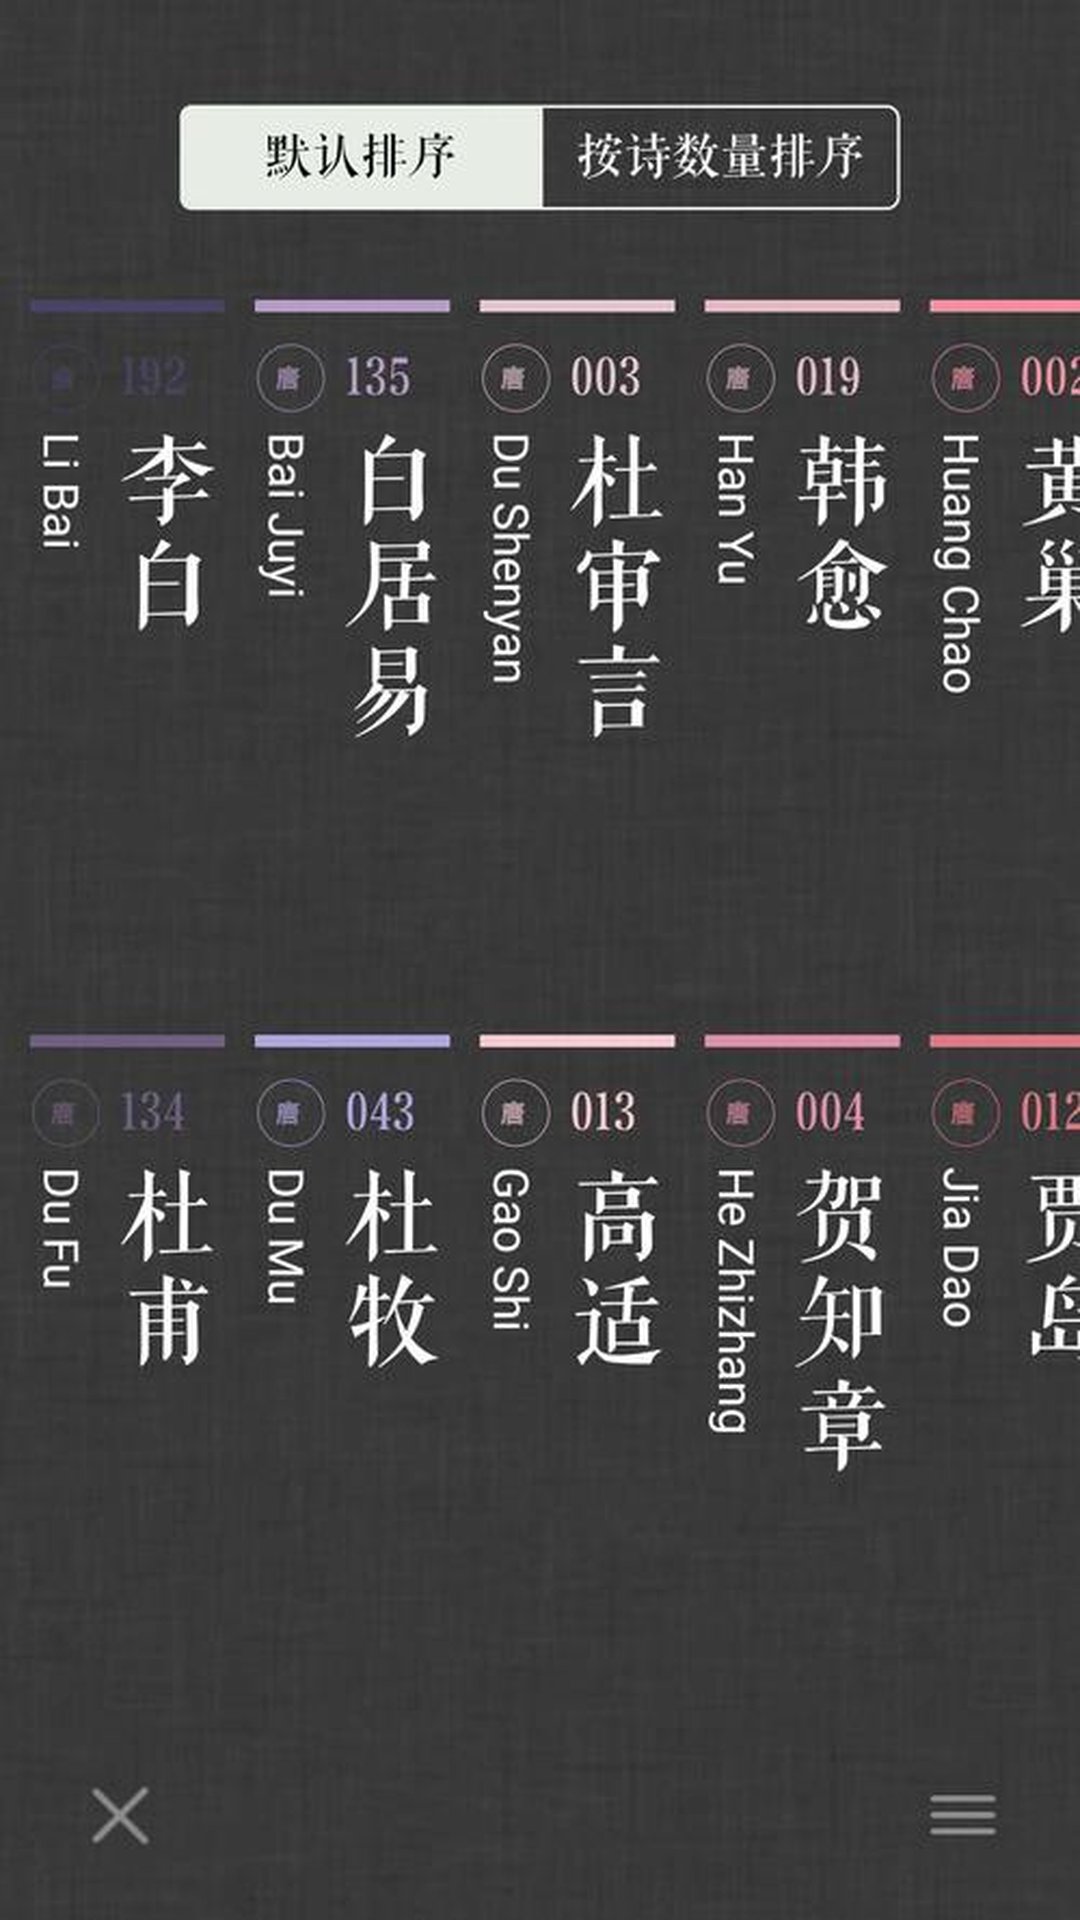 默认排序
按诗数量排序
唐 192
李白
Li Bai
唐 135
白居易
Bai Juyi
唐 003
杜审言
Du Shenyan
唐 019
韩愈
Han Yu
唐 002
黄巢
Huang Chao
唐 134
杜甫
Du Fu
唐 043
杜牧
Du Mu
唐 013
高适
Gao Shi
唐 004
贺知章
He Zhizhang
唐 012
贾岛
Jia Dao